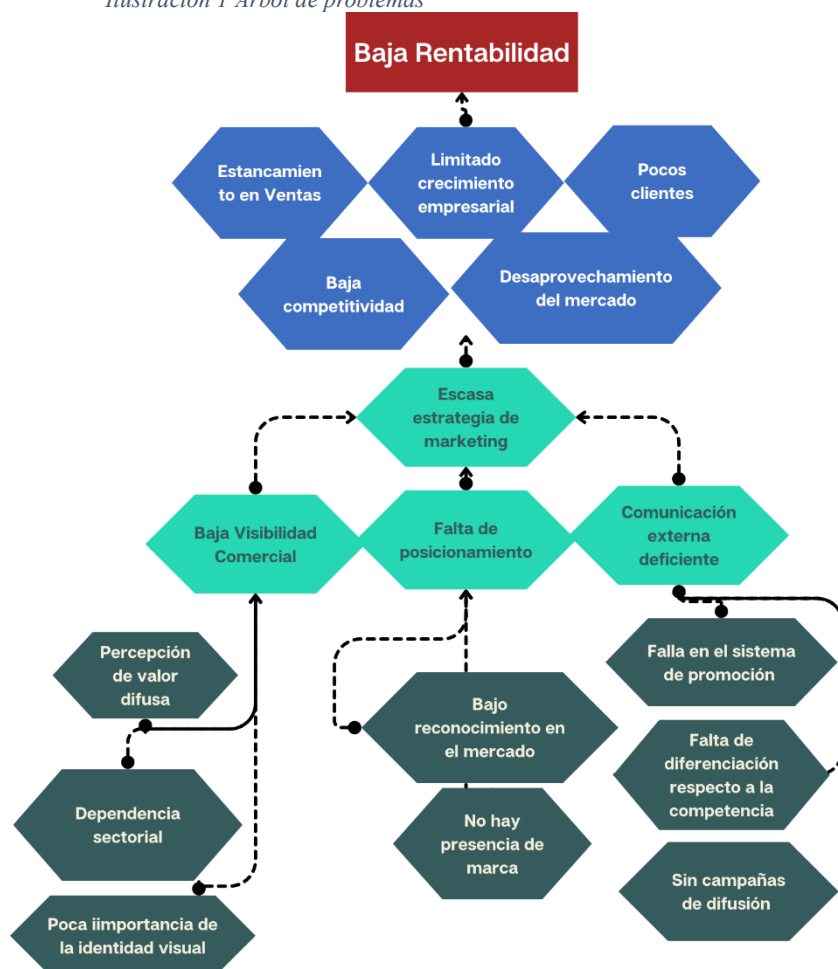 Ilustración 1 Árbol de problemas
Baja Rentabilidad
Estancamien
to en Ventas
Limitado
crecimiento
empresarial
Pocos
clientes
Baja
competitividad
Desaprovechamiento
del mercado
Escasa
estrategia de
marketing
Baja Visibilidad
Comercial
Falta de
posicionamiento
Comunicación
externa
deficiente
Percepción
de valor
difusa
Falla en el sistema
de promoción
Bajo
reconocimiento en
el mercado
Falta de
diferenciación
respecto a la
competencia
Dependencia
sectorial
No hay
presencia de
marca
Sin campañas
de difusión
Poca iimportancia de
la identidad visual